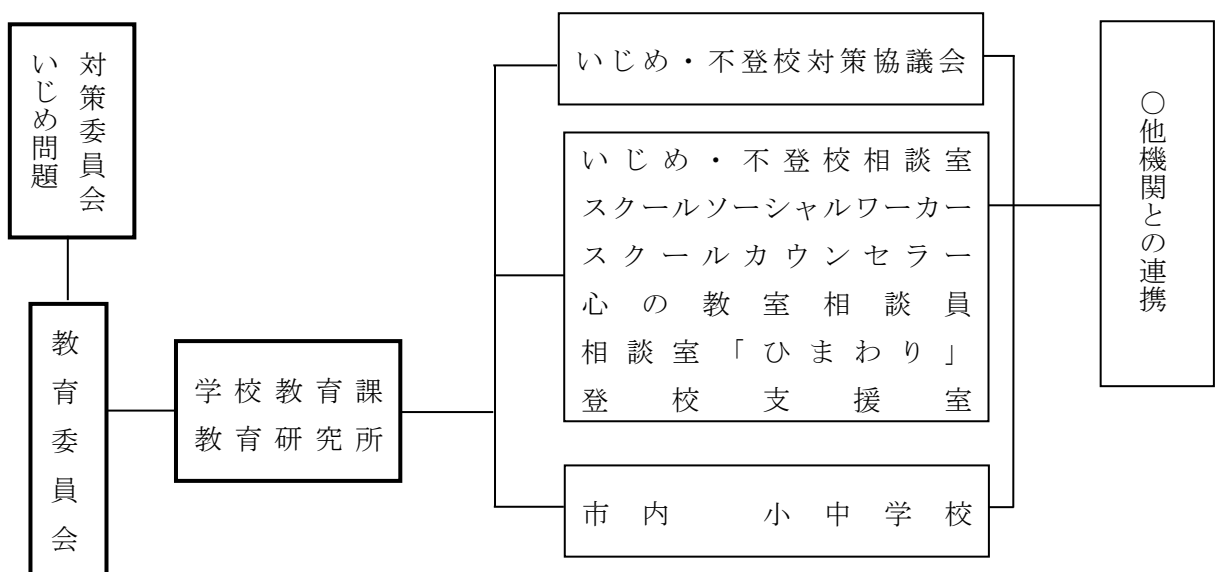 いじめ問題
対策委員会
教育委員会
学校教育課
教育研究所
いじめ・不登校対策協議会
いじめ・不登校相談室
スクールソーシャルワーカー
スクールカウンセラー
心の教室相談員
相談室「ひまわり」
登校支援室
市内　小中学校
○他機関との連携